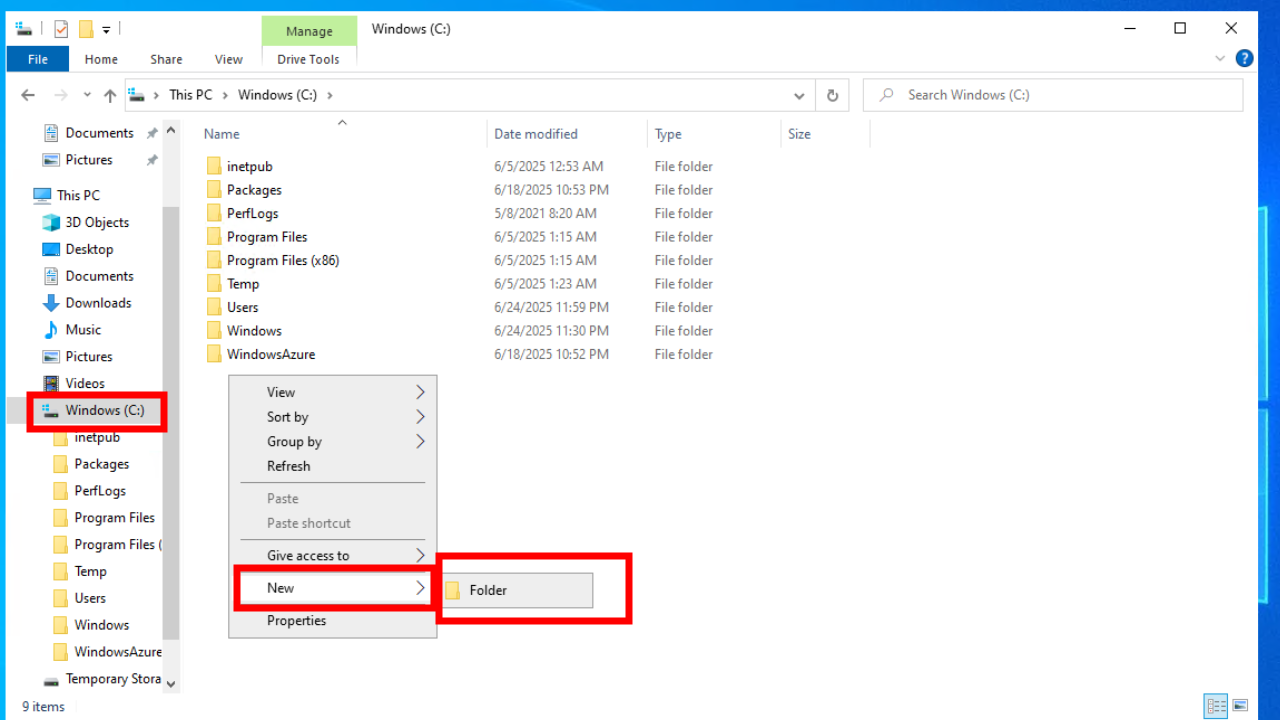 Manage Windows (C:)
File Home Share View Drive Tools
This PC Windows (C:) Search Windows (C:)
Documents
Pictures
This PC
3D Objects
Desktop
Documents
Downloads
Music
Pictures
Videos
Windows (C:)
inetpub
Packages
PerfLogs
Program Files
Program Files (
Temp
Users
Windows
WindowsAzure
Temporary Stora
Name Date modified Type Size
inetpub 6/5/2025 12:53 AM File folder
Packages 6/18/2025 10:53 PM File folder
PerfLogs 5/8/2021 8:20 AM File folder
Program Files 6/5/2025 1:15 AM File folder
Program Files (x86) 6/5/2025 1:15 AM File folder
Temp 6/5/2025 1:23 AM File folder
Users 6/24/2025 11:59 PM File folder
Windows 6/24/2025 11:30 PM File folder
WindowsAzure 6/18/2025 10:52 PM File folder
View
Sort by
Group by
Refresh
Paste
Paste shortcut
Give access to
New
Folder
Properties
9 items